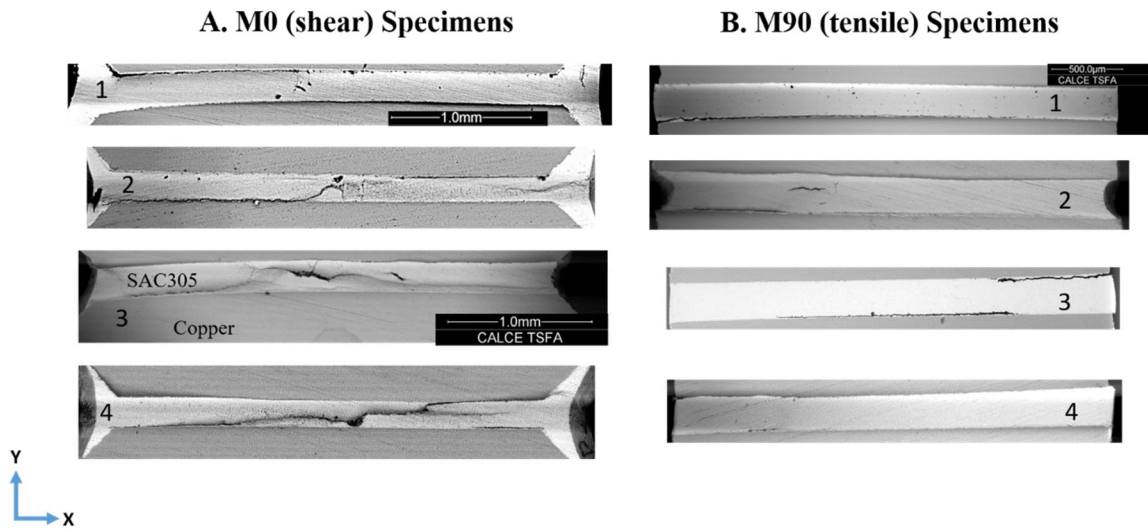 A. M0 (shear) Specimens
B. M90 (tensile) Specimens
1
1.0mm
2
SAC305
3
Copper
1.0mm
CALCE TSFA
4
500.0µm
CALCE TSFA
1
2
3
4
Y
X